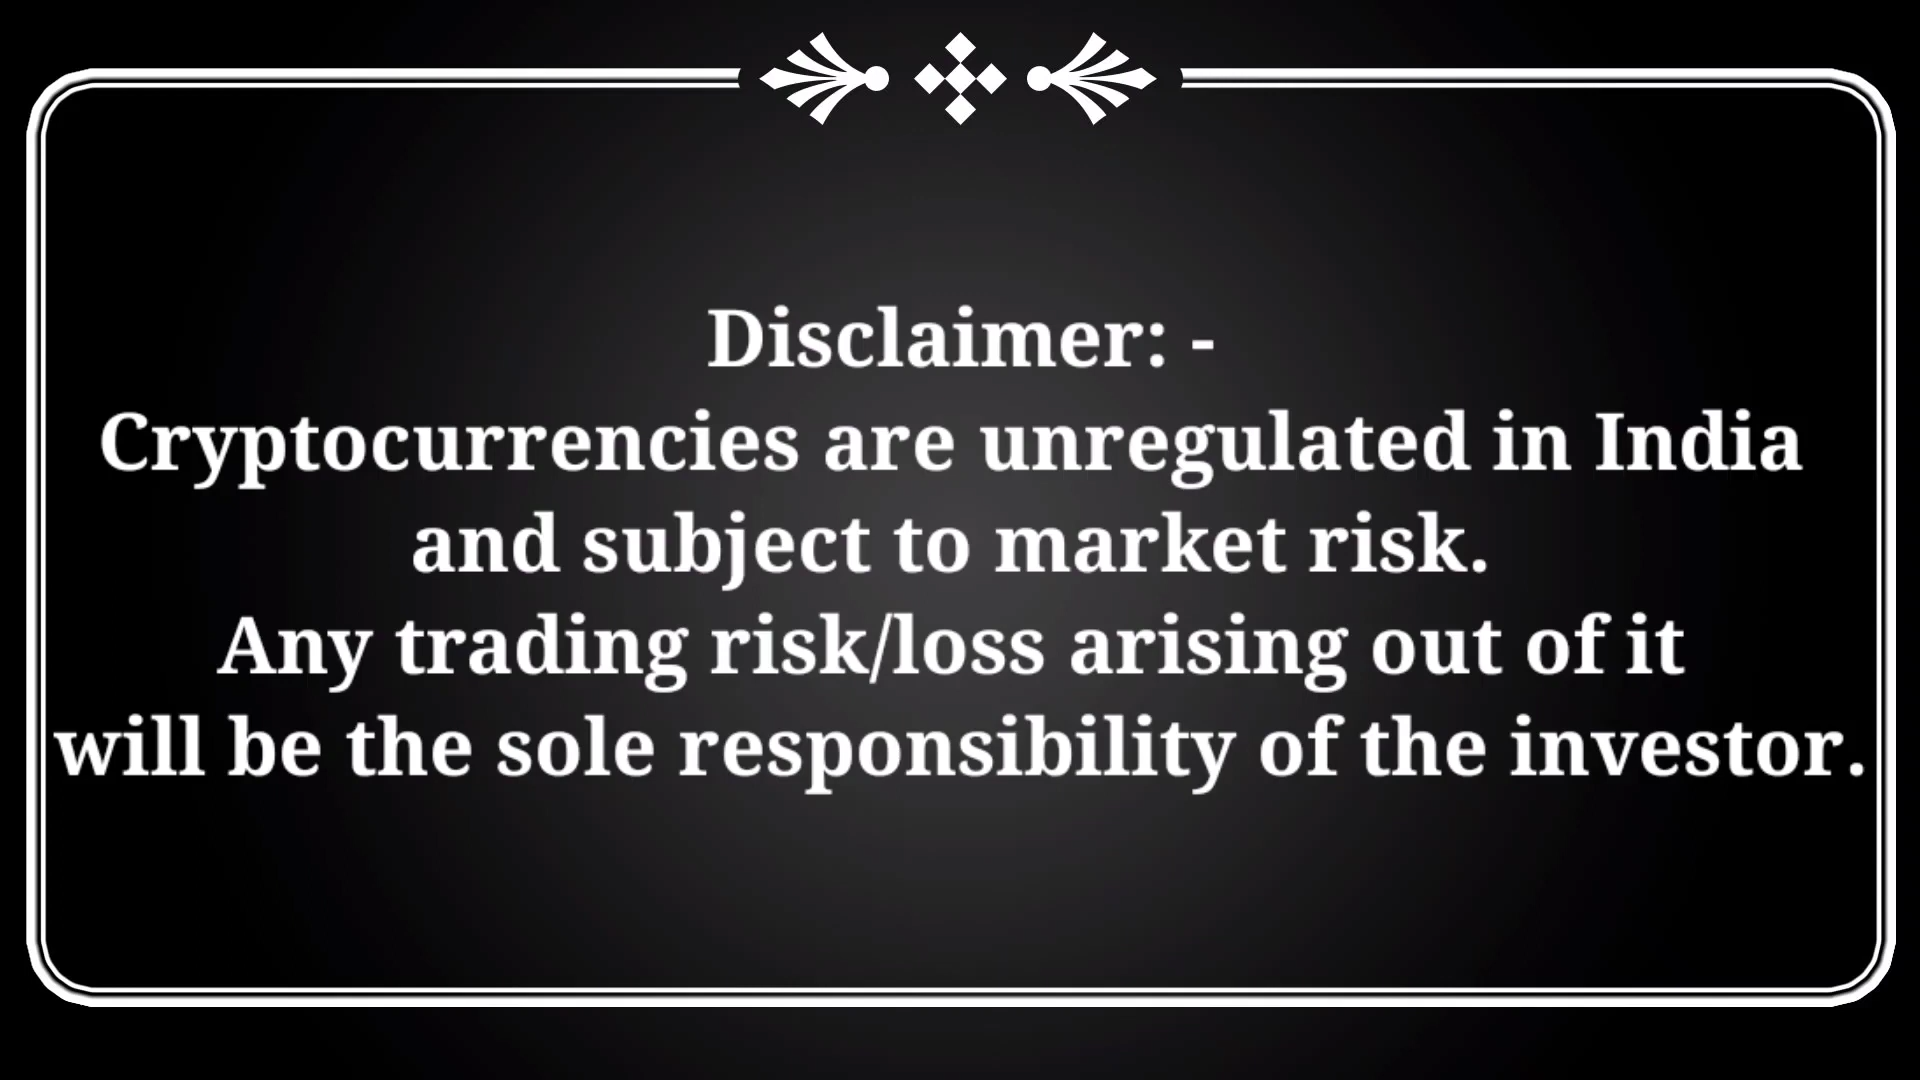 Disclaimer: -
Cryptocurrencies are unregulated in India
and subject to market risk.
Any trading risk/loss arising out of it
will be the sole responsibility of the investor.